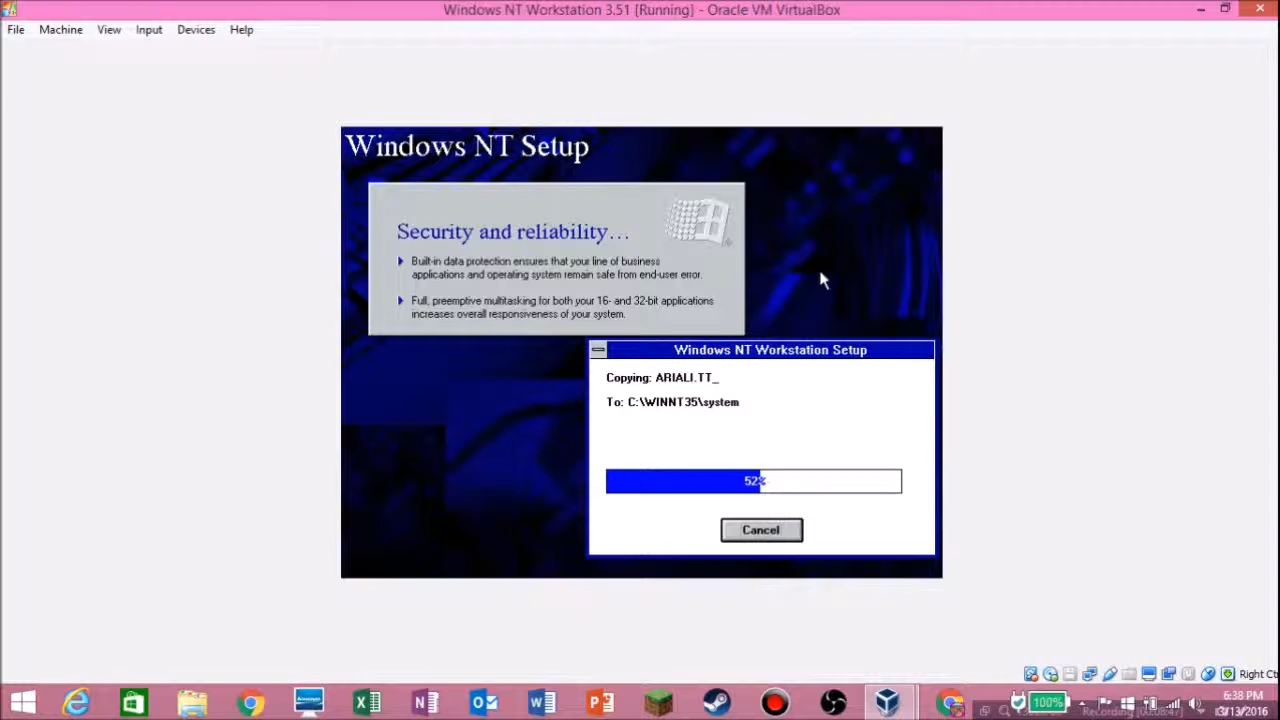 Windows NT Workstation 3.51 [Running] - Oracle VM VirtualBox
File Machine View Input Devices Help
Windows NT Setup
Security and reliability...
Built-in data protection ensures that your line of business
applications and operating system remain safe from end-user error.
Full, preemptive multitasking for both your 16- and 32-bit applications
increases overall responsiveness of your system.
Windows NT Workstation Setup
Copying: ARIALI.TT_
To: C:\WINNT35\system
52%
Cancel
Right Ct
100%
6:38 PM
3/13/2016